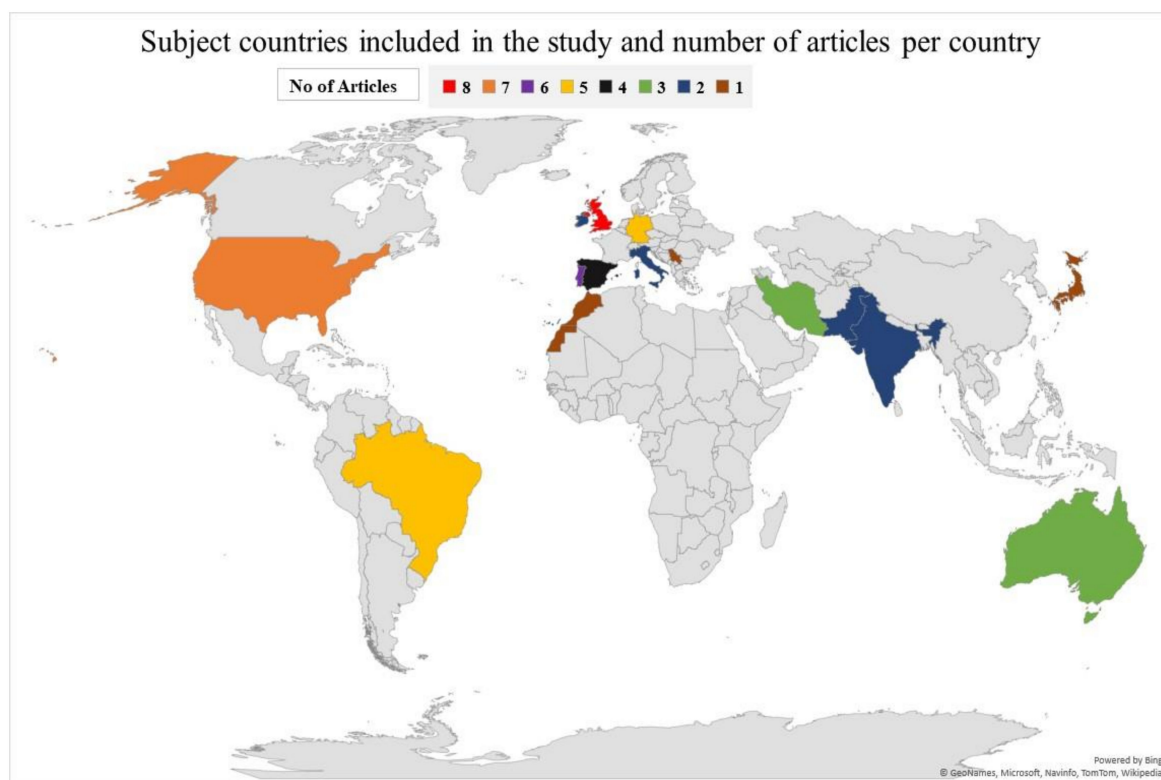 Subject countries included in the study and number of articles per country
No of Articles 8 7 6 5 4 3 2 1
Powered by Bing
© GeoNames, Microsoft, Navinfo, TomTom, Wikipedia